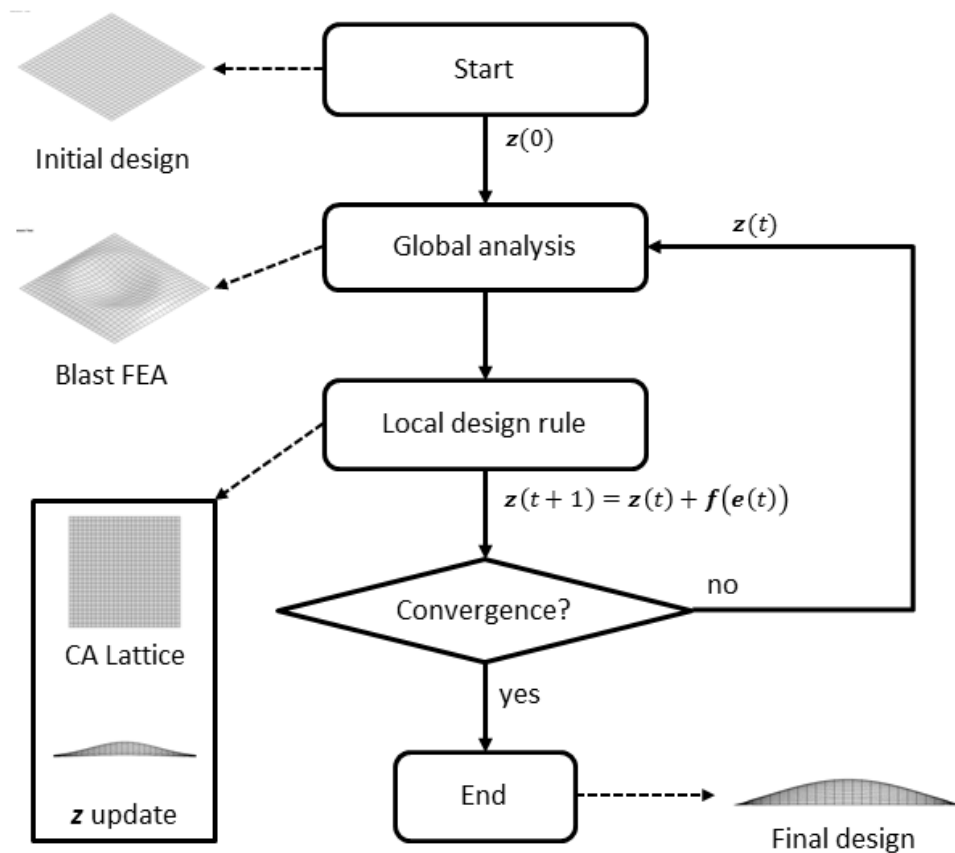 Start
Initial design
z(0)
Global analysis
z(t)
Blast FEA
Local design rule
z(t + 1) = z(t) + f(e(t))
Convergence?
no
CA Lattice
yes
z update
End
Final design